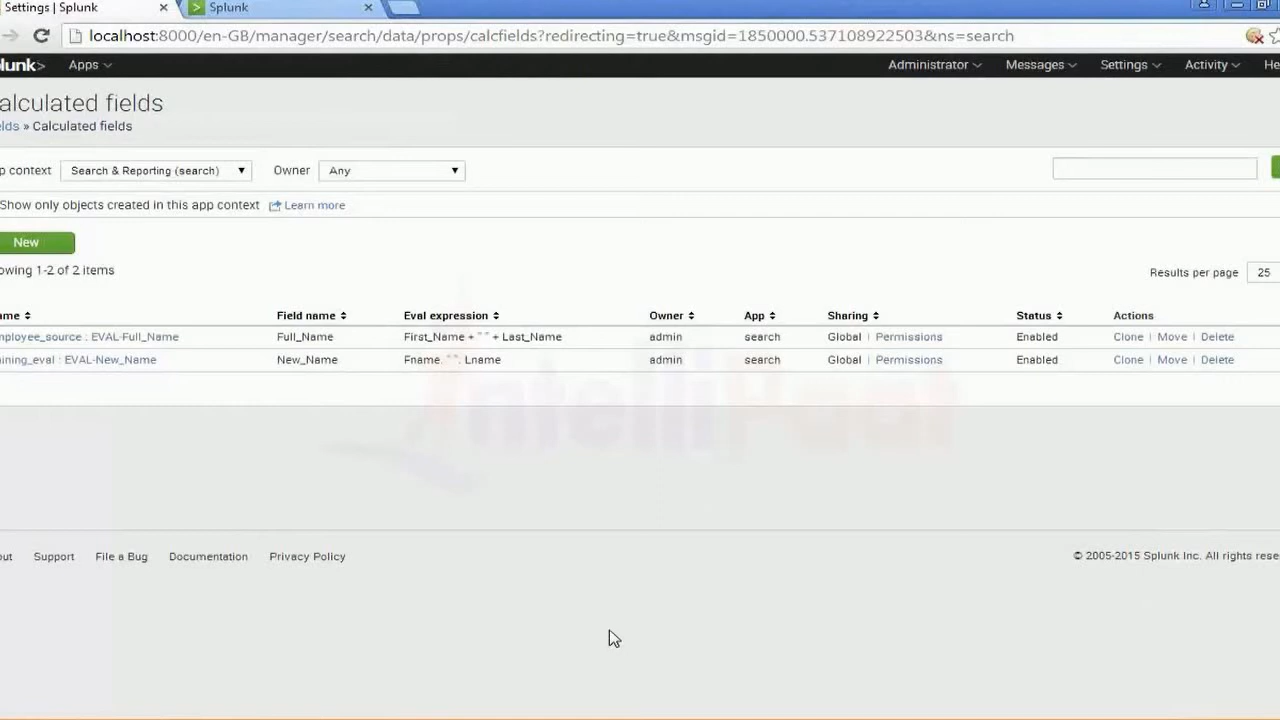 Settings | Splunk
Splunk
localhost:8000/en-GB/manager/search/data/props/calcfields?redirecting=true&msgid=1850000.537108922503&ns=search
lunk> Apps Administrator Messages Settings Activity He
alculated fields
elds » Calculated fields
p context Search & Reporting (search) Owner Any
Show only objects created in this app context Learn more
New
owing 1-2 of 2 items
Results per page 25
ame Field name Eval expression Owner App Sharing Status Actions
mployee_source : EVAL-Full_Name Full_Name First_Name + " " + Last_Name admin search Global | Permissions Enabled Clone | Move | Delete
aining_eval : EVAL-New_Name New_Name Fname. " ". Lname admin search Global | Permissions Enabled Clone | Move | Delete
IntelliPaat
out Support File a Bug Documentation Privacy Policy © 2005-2015 Splunk Inc. All rights rese